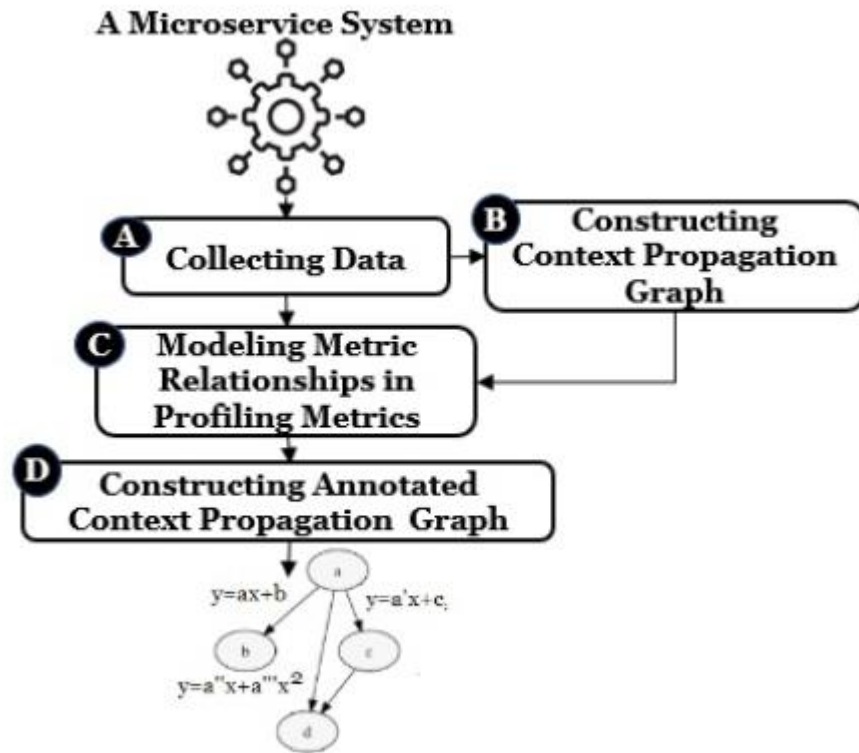 A Microservice System
A
Collecting Data
B
Constructing
Context Propagation
Graph
C
Modeling Metric
Relationships in
Profiling Metrics
D
Constructing Annotated
Context Propagation Graph
a
y=ax+b
y=a'x+c,
b
c
y=a"x+a'"x²
d